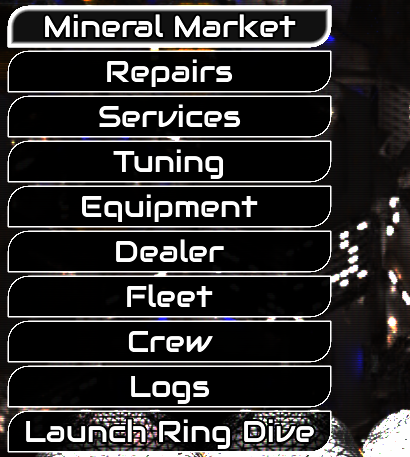 Mineral Market
Repairs
Services
Tuning
Equipment
Dealer
Fleet
Crew
Logs
Launch Ring Dive